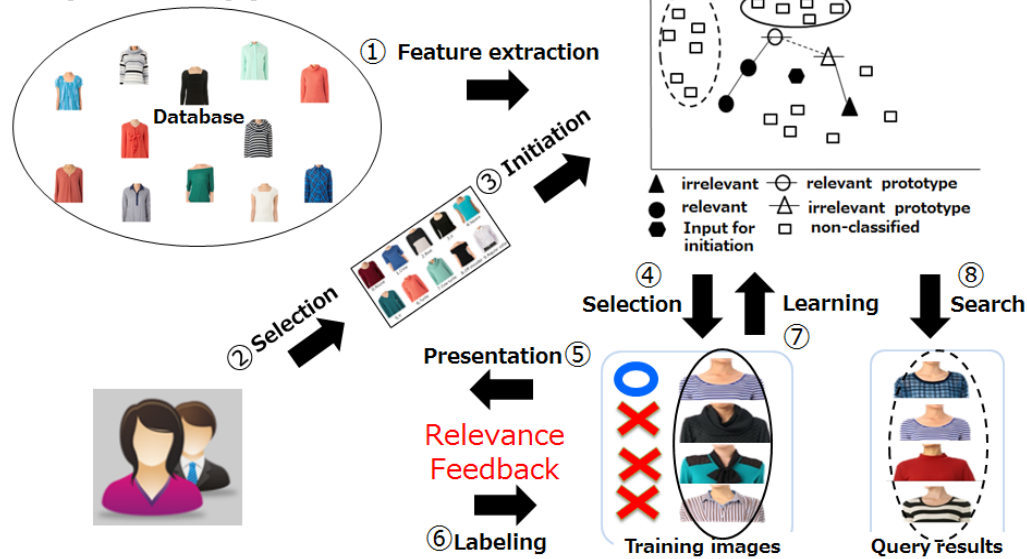 ① Feature extraction
Database
③ Initiation
irrelevant
relevant prototype
relevant
irrelevant prototype
Input for
initiation
non-classified
② Selection
④
Selection
Learning
⑦
⑧
Search
Presentation ⑤
Relevance
Feedback
⑥ Labeling
Training images
Query results